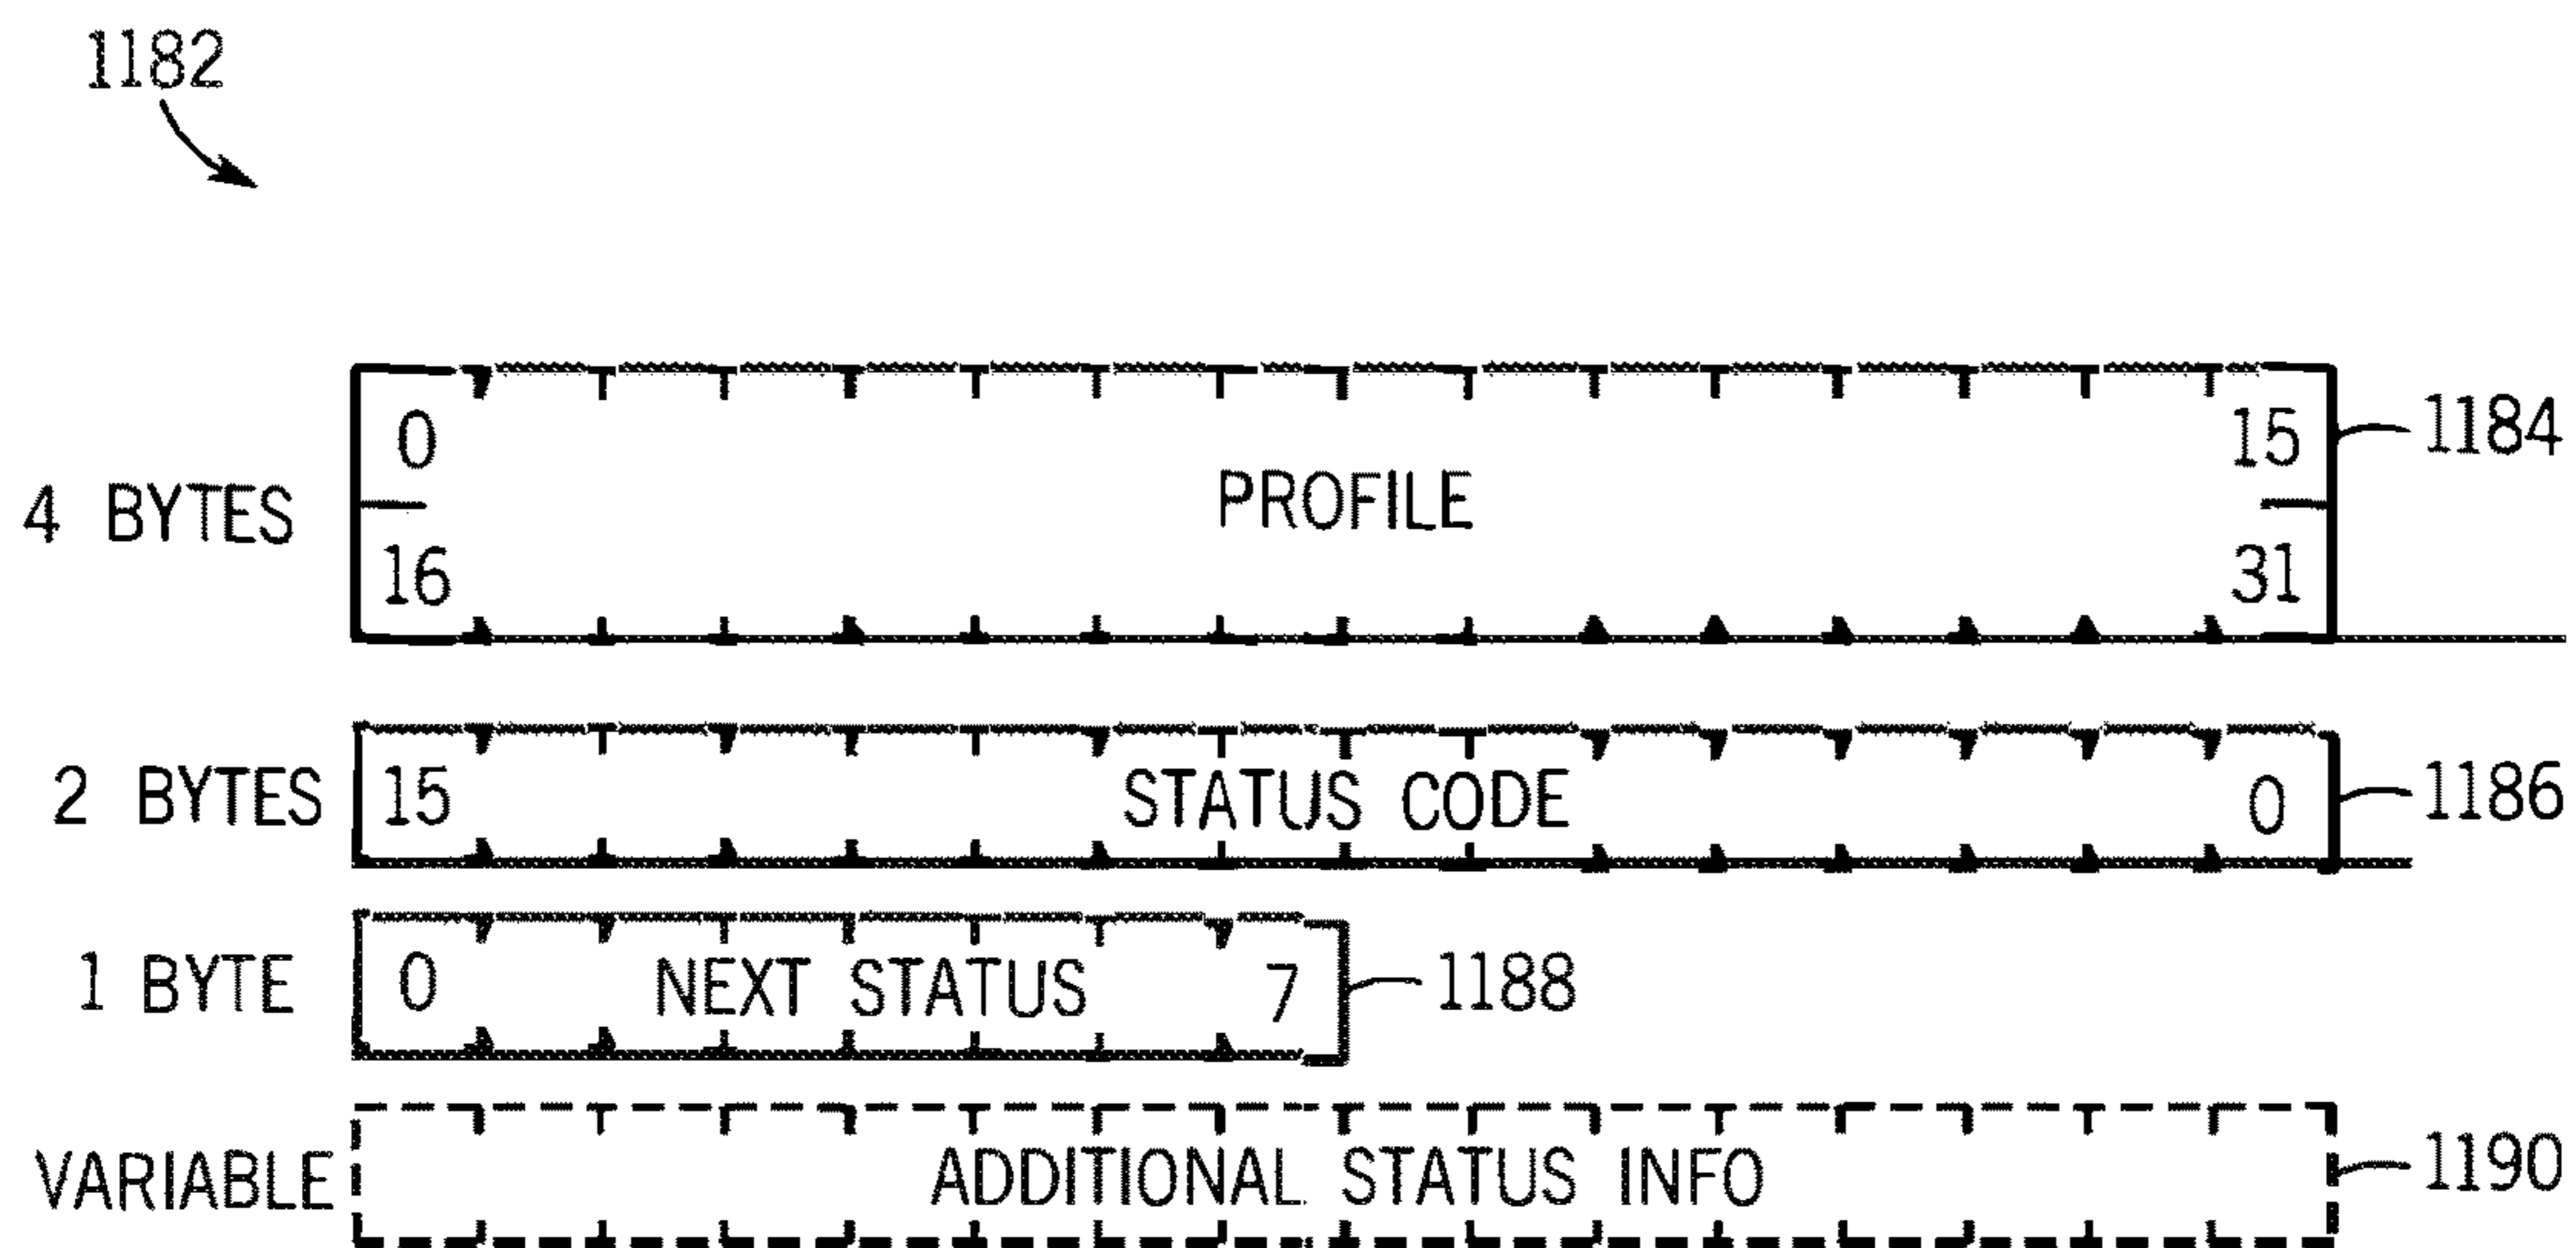 1182
0 15 1184
4 BYTES PROFILE
16 31
2 BYTES 15 STATUS CODE 0 1186
1 BYTE 0 NEXT STATUS 7 1188
VARIABLE ADDITIONAL STATUS INFO 1190